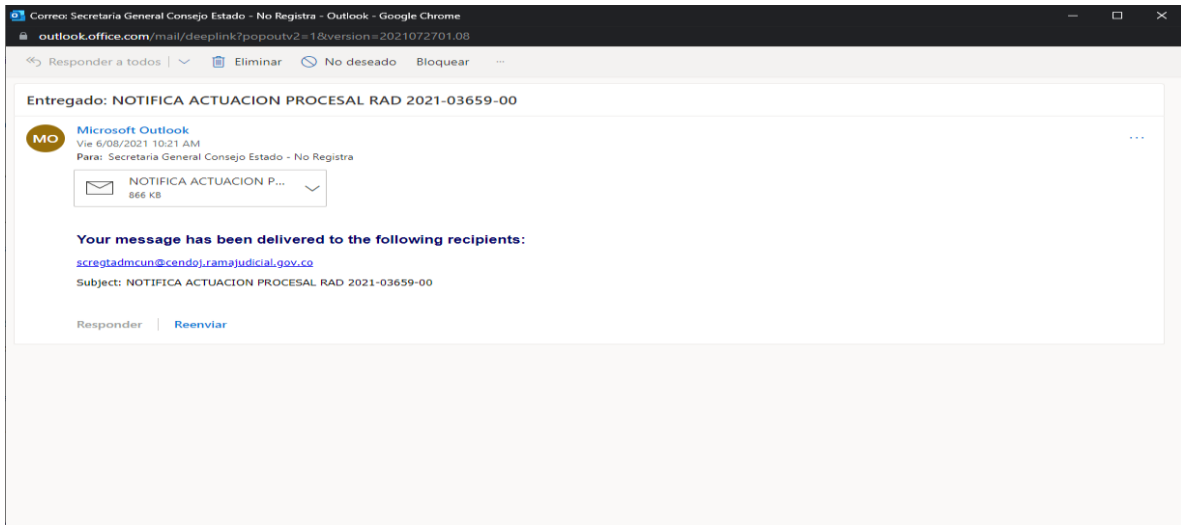 Correo: Secretaria General Consejo Estado - No Registra - Outlook - Google Chrome
outlook.office.com/mail/deeplink?popoutv2=1&version=2021072701.08
Responder a todos | Eliminar No deseado Bloquear ...
Entregado: NOTIFICA ACTUACION PROCESAL RAD 2021-03659-00
MO
Microsoft Outlook
Vie 6/08/2021 10:21 AM
Para: Secretaria General Consejo Estado - No Registra
NOTIFICA ACTUACION P...
866 KB
Your message has been delivered to the following recipients:
scregtadmcun@cendoj.ramajudicial.gov.co
Subject: NOTIFICA ACTUACION PROCESAL RAD 2021-03659-00
Responder | Reenviar